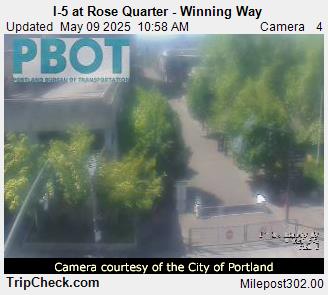 I-5 at Rose Quarter - Winning Way
Updated May 09 2025 10:58 AM Camera 4
PBOT
PORTLAND BUREAU OF TRANSPORTATION
Camera courtesy of the City of Portland
TripCheck.com Milepost302.00